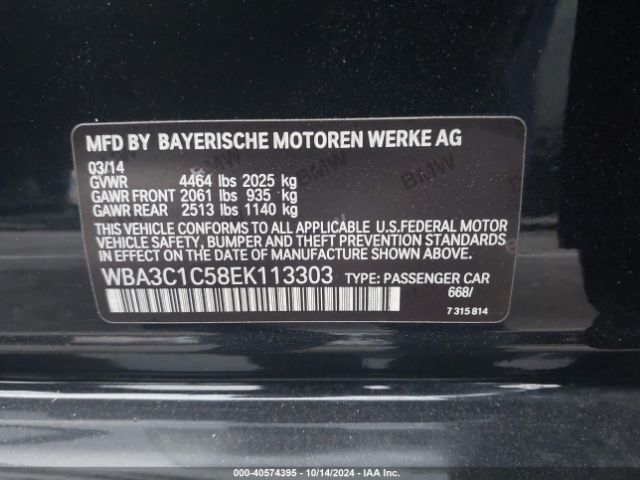 MFD BY BAYERISCHE MOTOREN WERKE AG
03/14
GVWR 4464 lbs 2025 kg
GAWR FRONT 2061 lbs 935 kg
GAWR REAR 2513 lbs 1140 kg
THIS VEHICLE CONFORMS TO ALL APPLICABLE U.S.FEDERAL MOTOR
VEHICLE SAFETY, BUMPER AND THEFT PREVENTION STANDARDS
IN EFFECT ON THE DATE OF MANUFACTURE SHOWN ABOVE.
WBA3C1C58EK113303 TYPE: PASSENGER CAR
668/
7 315 814
000-40574395 - 10/14/2024 - IAA Inc.